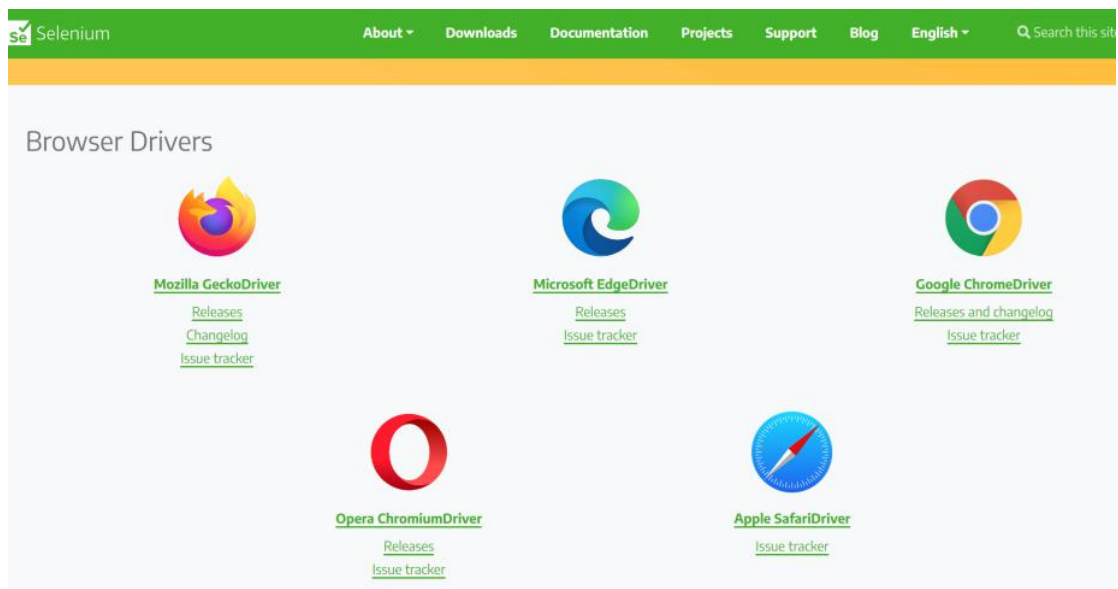 Se Selenium About Downloads Documentation Projects Support Blog English Search this site
Browser Drivers
Mozilla GeckoDriver
Releases
Changelog
Issue tracker
Microsoft EdgeDriver
Releases
Issue tracker
Google ChromeDriver
Releases and changelog
Issue tracker
Opera ChromiumDriver
Releases
Issue tracker
Apple SafariDriver
Issue tracker